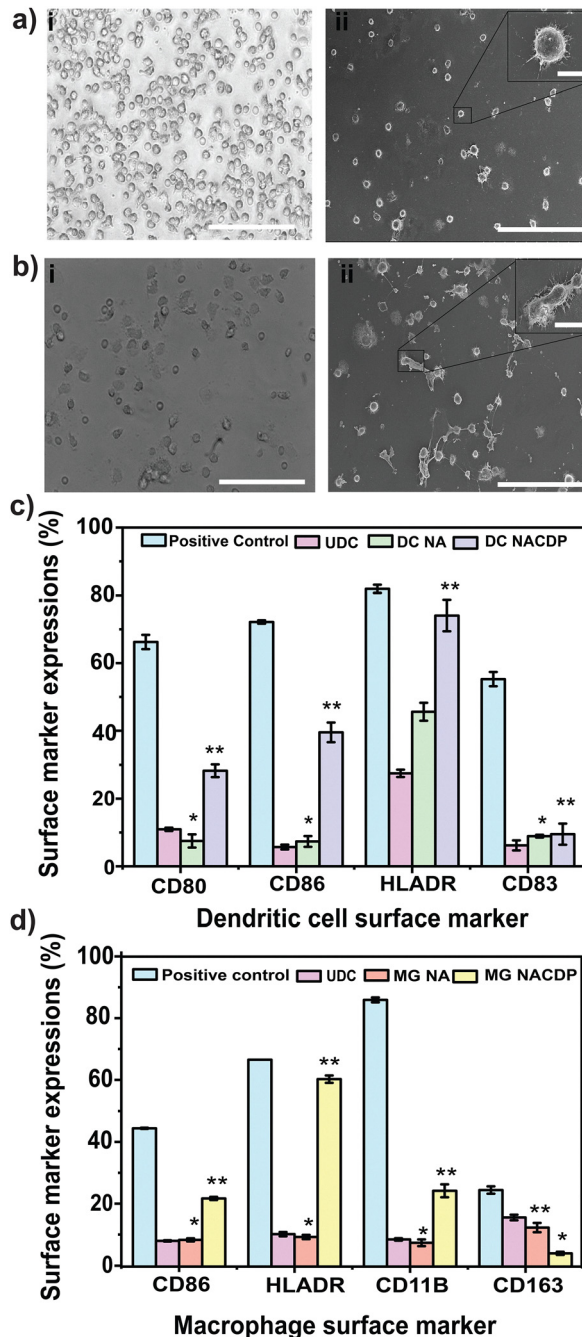 a) i ii
b) i ii
c)
100
80
60
40
20
0
Surface marker expressions (%)
Positive Control UDC DC NA DC NACDP
* ** * ** ** * **
CD80 CD86 HLADR CD83
Dendritic cell surface marker
d)
100
80
60
40
20
0
Surface marker expressions (%)
Positive control UDC MG NA MG NACDP
* ** * ** * ** ** *
CD86 HLADR CD11B CD163
Macrophage surface marker